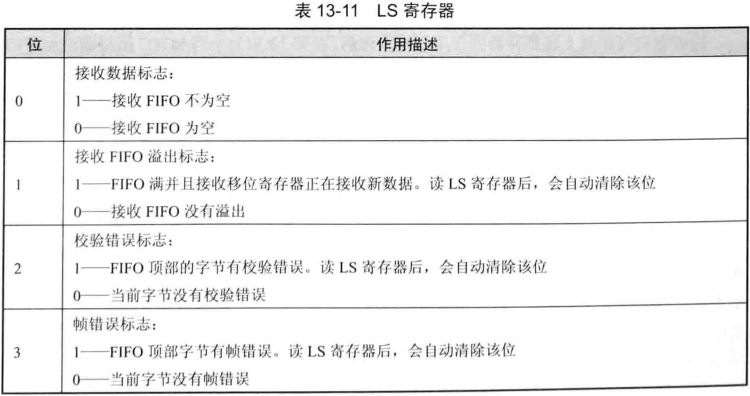 表 13-11 LS 寄存器
位 作用描述
接收数据标志：
0 1——接收 FIFO 不为空
0——接收 FIFO 为空
接收 FIFO 溢出标志：
1 1——FIFO 满并且接收移位寄存器正在接收新数据。读 LS 寄存器后，会自动清除该位
0——接收 FIFO 没有溢出
校验错误标志：
2 1——FIFO 顶部的字节有校验错误。读 LS 寄存器后，会自动清除该位
0——当前字节没有校验错误
帧错误标志：
3 1——FIFO 顶部字节有帧错误。读 LS 寄存器后，会自动清除该位
0——当前字节没有帧错误